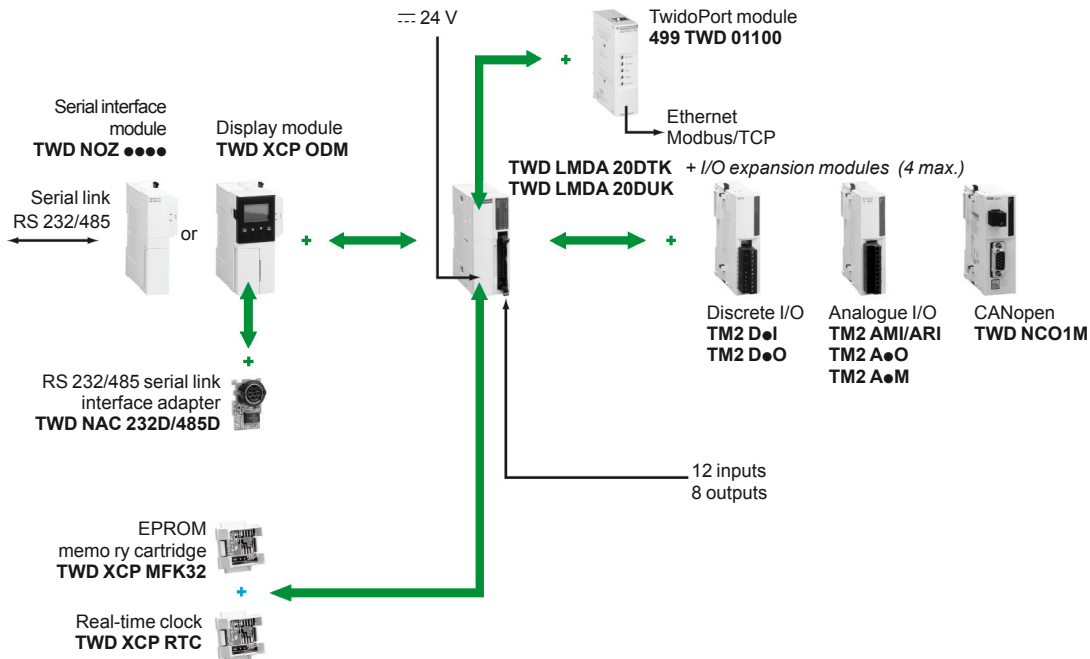 ⎓ 24 V
TwidoPort module
499 TWD 01100
Ethernet
Modbus/TCP
Serial interface
module
TWD NOZ ●●●●
Display module
TWD XCP ODM
Serial link
RS 232/485
or
TWD LMDA 20DTK
TWD LMDA 20DUK
+ I/O expansion modules (4 max.)
+
+
+
Discrete I/O
TM2 D●I
TM2 D●O
Analogue I/O
TM2 AMI/ARI
TM2 A●O
TM2 A●M
CANopen
TWD NCO1M
+
RS 232/485 serial link
interface adapter
TWD NAC 232D/485D
12 inputs
8 outputs
EPROM
memo ry cartridge
TWD XCP MFK32
+
Real-time clock
TWD XCP RTC